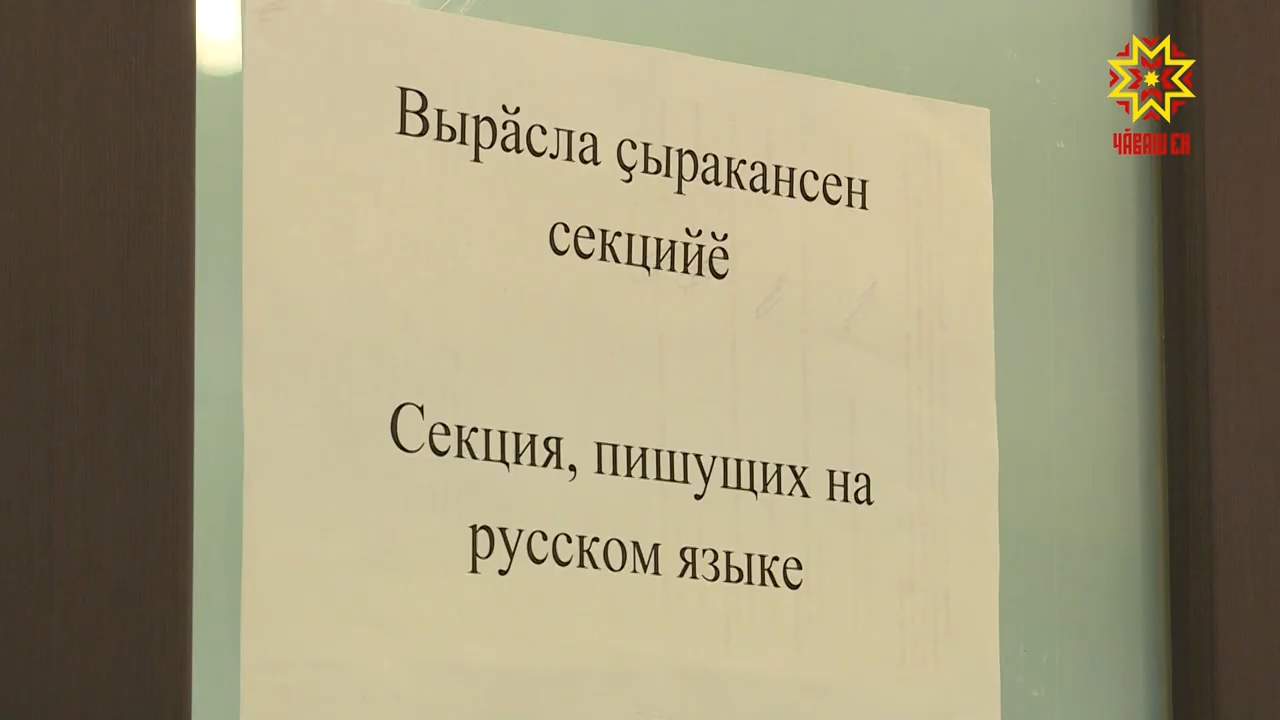 Вырӑсла ҫыракансен
секцийӗ
Секция, пишущих на
русском языке
ЧӐВАШ ЕН